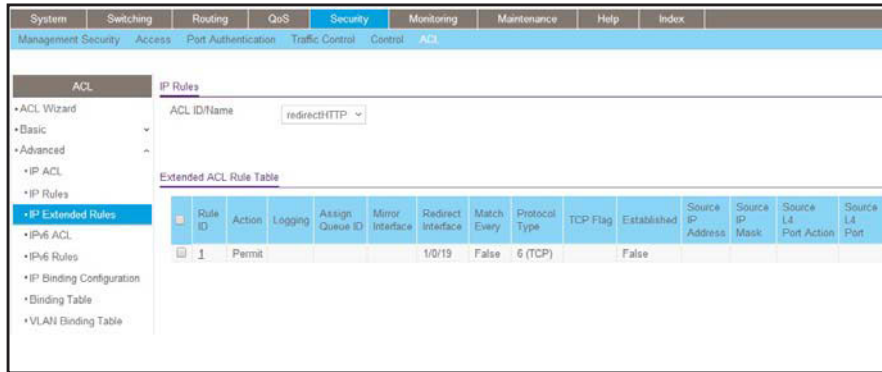 System Switching Routing QoS Security Monitoring Maintenance Help Index
Management Security Access Port Authentication Traffic Control Control ACL
ACL
• ACL Wizard
• Basic
• Advanced
• IP ACL
• IP Rules
• IP Extended Rules
• IPv6 ACL
• IPv6 Rules
• IP Binding Configuration
• Binding Table
• VLAN Binding Table
IP Rules
ACL ID/Name redirectHTTP
Extended ACL Rule Table
Rule ID Action Logging Assign Queue ID Mirror Interface Redirect Interface Match Every Protocol Type TCP Flag Established Source IP Address Source IP Mask Source L4 Port Action Source L4 Port
1 Permit 1/0/19 False 6 (TCP) False